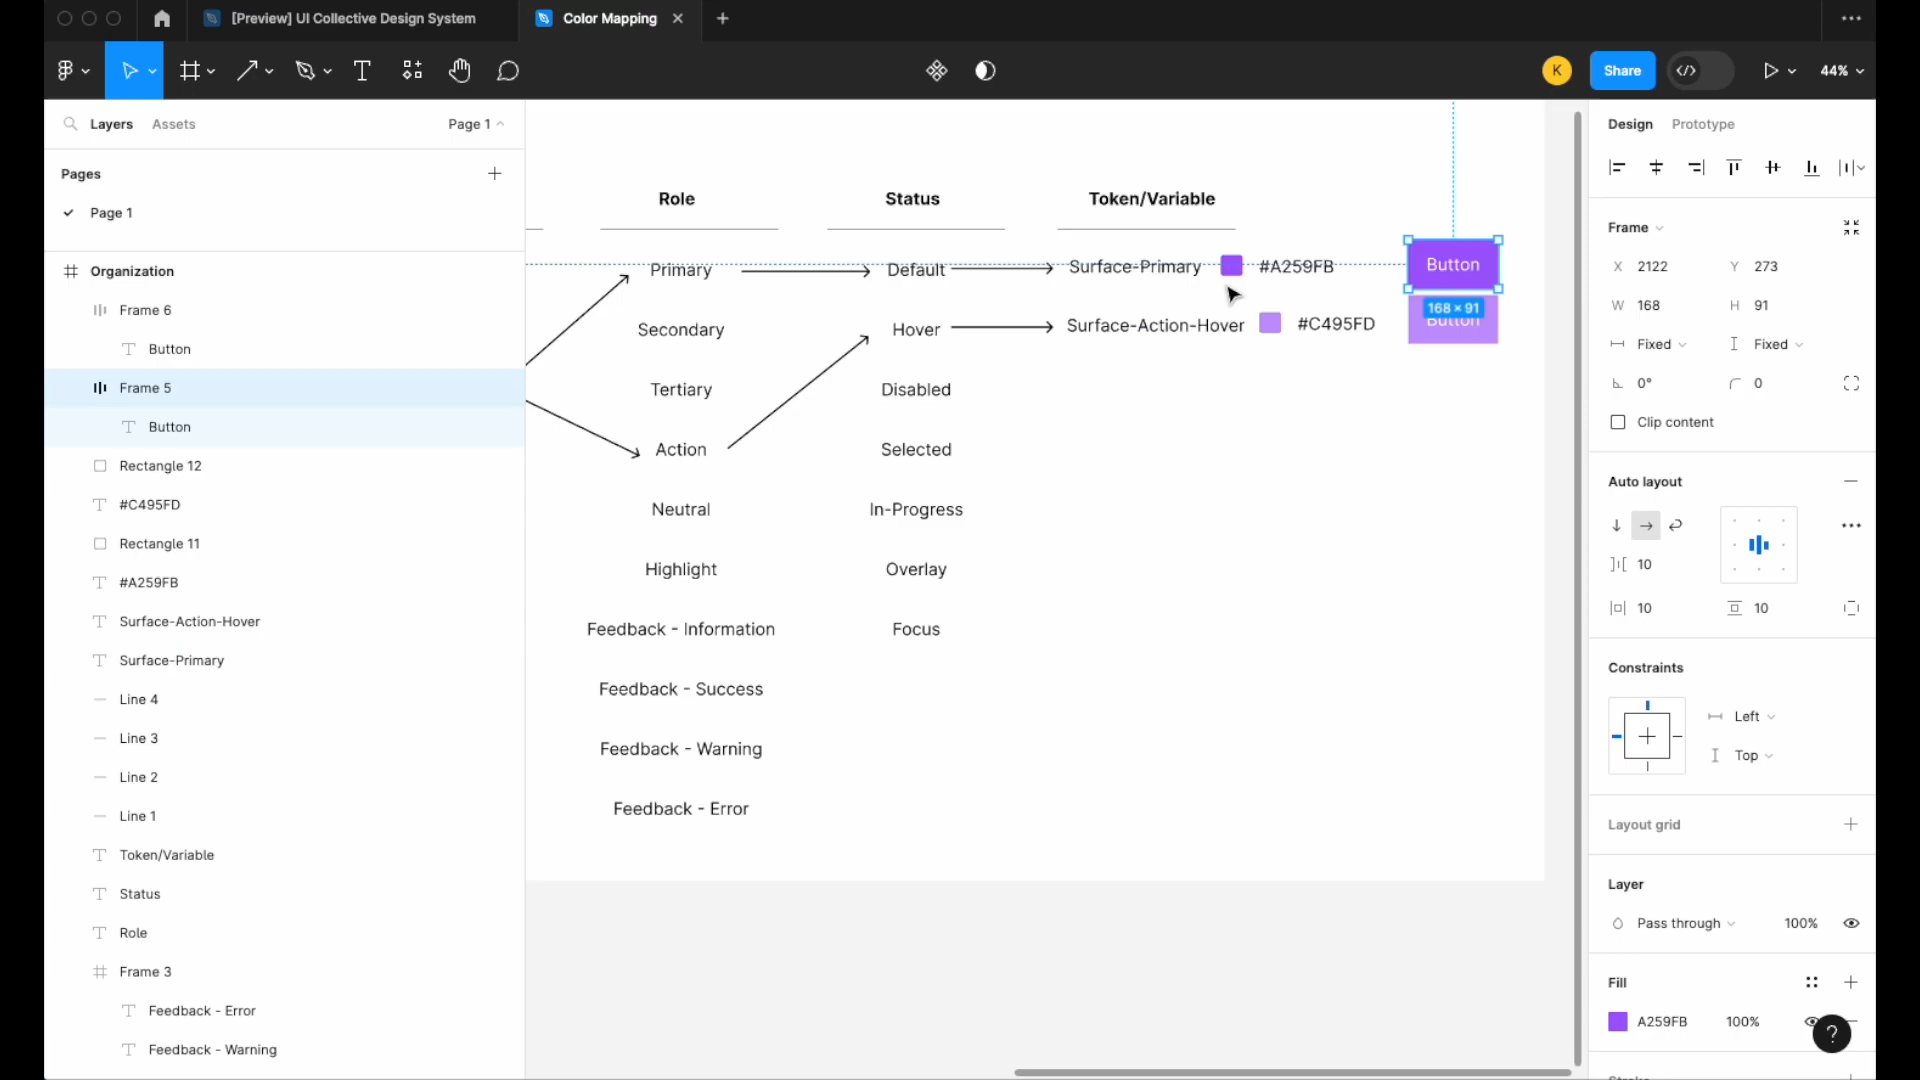 [Preview] UI Collective Design System
Color Mapping
K
Share
44%
Layers
Assets
Page 1
Pages
Page 1
Organization
Frame 6
Button
Frame 5
Button
Rectangle 12
#C495FD
Rectangle 11
#A259FB
Surface-Action-Hover
Surface-Primary
Line 4
Line 3
Line 2
Line 1
Token/Variable
Status
Role
Frame 3
Feedback - Error
Feedback - Warning
Role
Status
Token/Variable
Primary
Default
Surface-Primary
#A259FB
Button
Secondary
Hover
Surface-Action-Hover
#C495FD
168 × 91
Button
Tertiary
Disabled
Action
Selected
Neutral
In-Progress
Highlight
Overlay
Feedback - Information
Focus
Feedback - Success
Feedback - Warning
Feedback - Error
Design
Prototype
Frame
X 2122
Y 273
W 168
H 91
Fixed
Fixed
0°
0
Clip content
Auto layout
10
10
10
Constraints
Left
Top
Layout grid
Layer
Pass through
100%
Fill
A259FB
100%
?